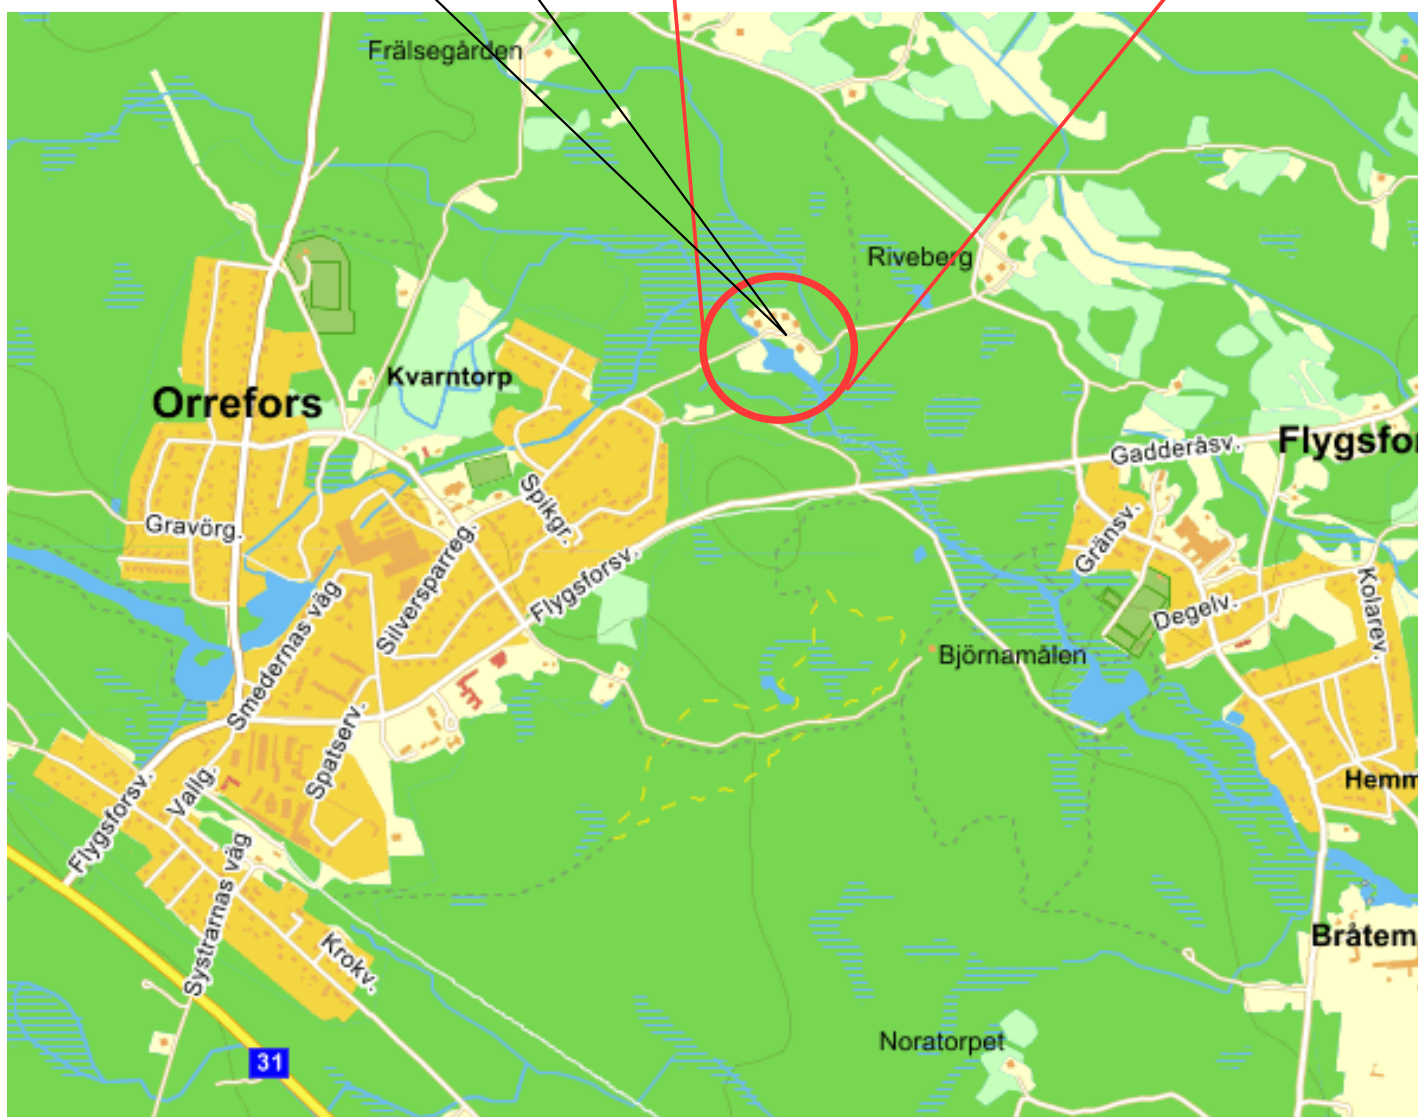 Frälsegården
Riveberg
Kvarntorp
Orrefors
Flygsfor
Gadderåsv.
Spikgr.
Gravörg.
Gränsv.
Silversparreg.
Flygsforsv.
Kolarev.
Degelv.
Smedernas väg
Björnamålen
Spatserv.
Vallg.
Hemm
Flygsforsv.
Systrarnas väg
Bråtem
Krokv.
Noratorpet
31